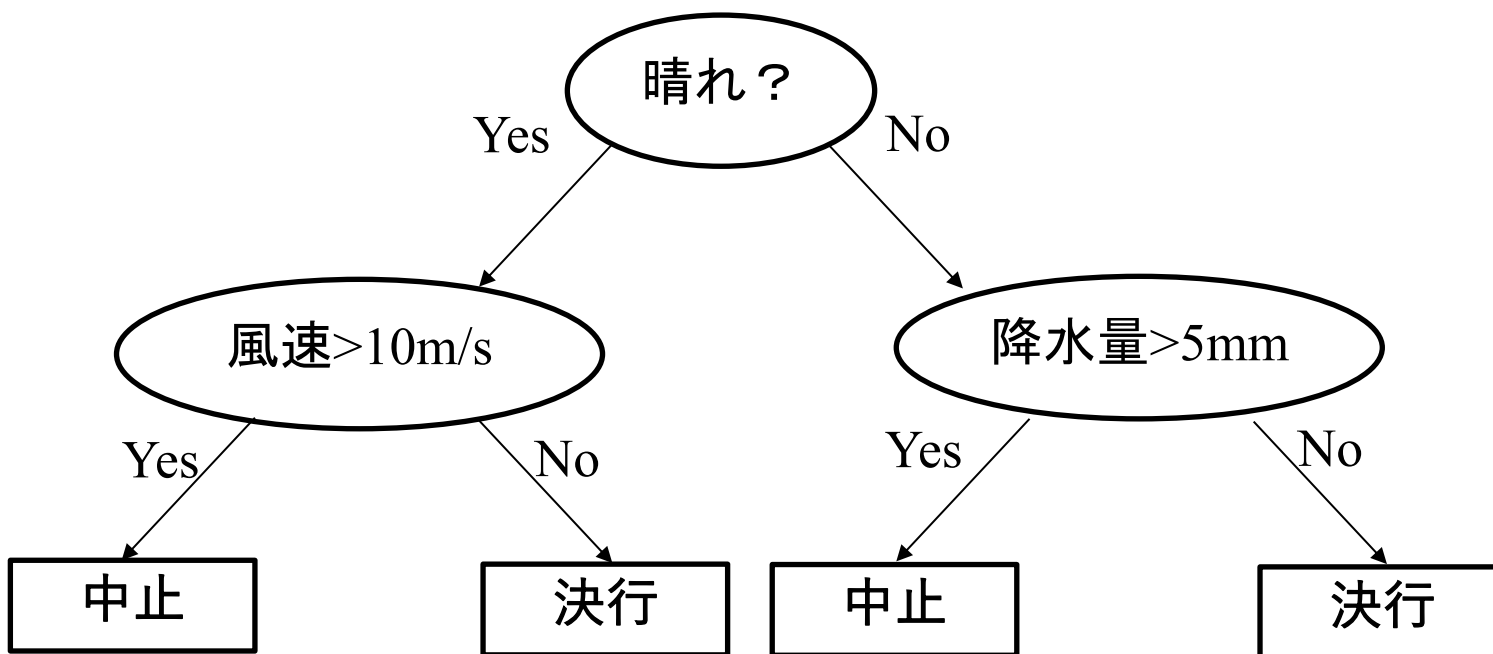 晴れ？
Yes
No
風速>10m/s
降水量>5mm
Yes
No
Yes
No
中止
決行
中止
決行